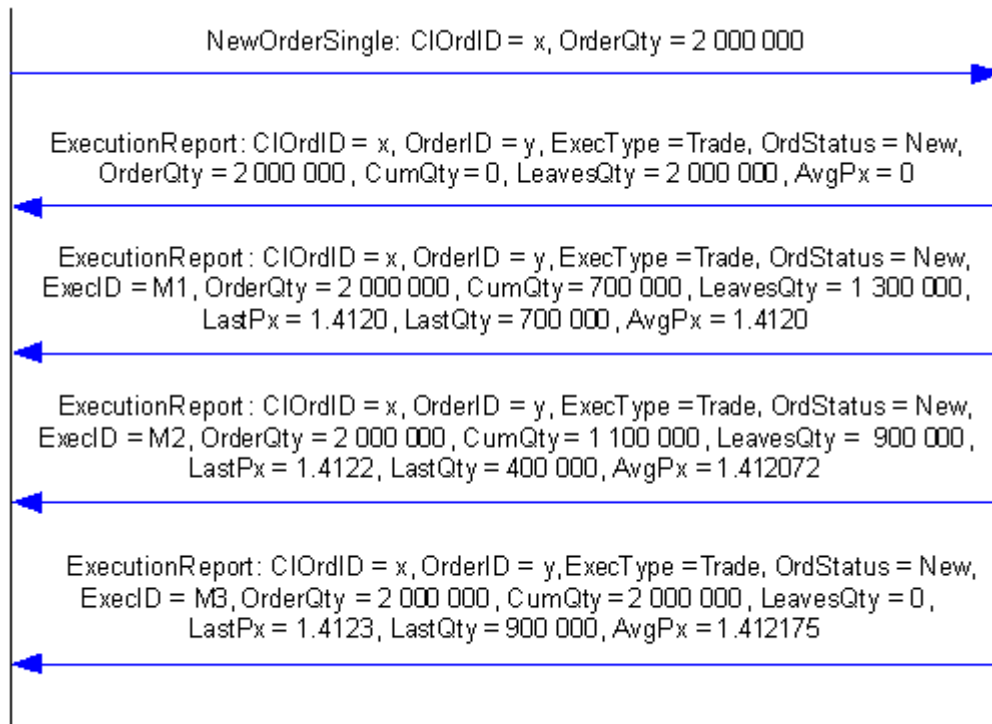 NewOrderSingle: ClOrdID = x, OrderQty = 2 000 000
ExecutionReport: ClOrdID = x, OrderID = y, ExecType =Trade, OrdStatus = New,
OrderQty = 2 000 000, CumQty= 0, LeavesQty = 2 000 000, AvgPx = 0
ExecutionReport: ClOrdID = x, OrderID = y, ExecType =Trade, OrdStatus = New,
ExecID = M1, OrderQty = 2 000 000, CumQty= 700 000, LeavesQty = 1 300 000,
LastPx = 1.4120, LastQty = 700 000, AvgPx = 1.4120
ExecutionReport: ClOrdID = x, OrderID = y, ExecType =Trade, OrdStatus = New,
ExecID = M2, OrderQty = 2 000 000, CumQty= 1 100 000, LeavesQty = 900 000,
LastPx = 1.4122, LastQty = 400 000, AvgPx = 1.412072
ExecutionReport: ClOrdID = x, OrderID = y,ExecType =Trade, OrdStatus = New,
ExecID = M3, OrderQty = 2 000 000, CumQty = 2 000 000, LeavesQty = 0,
LastPx = 1.4123, LastQty = 900 000, AvgPx = 1.412175